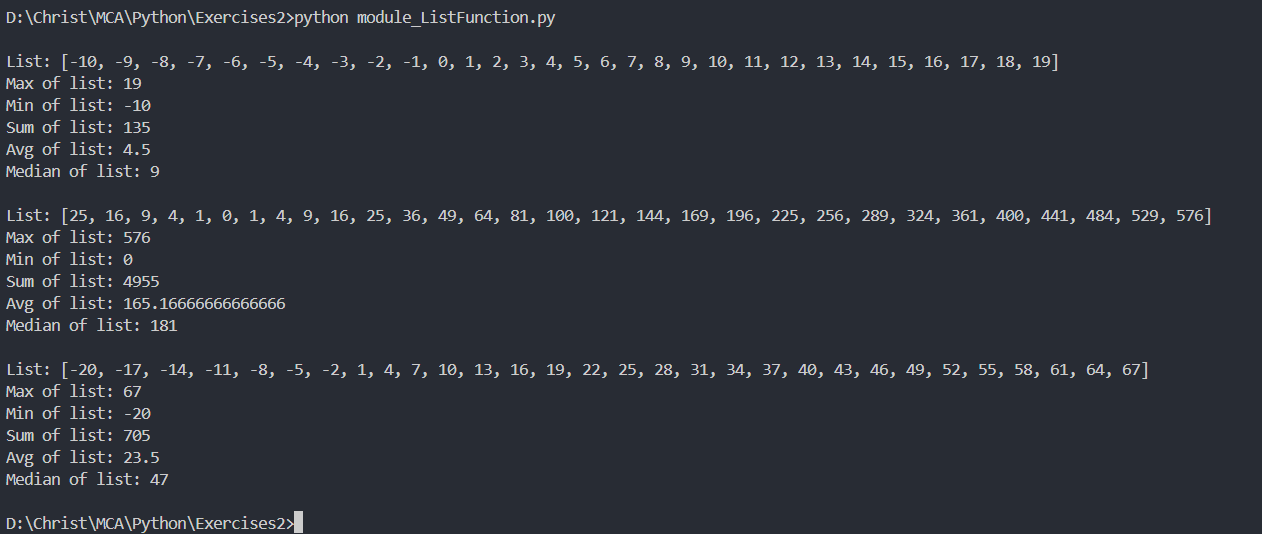 D:\Christ\MCA\Python\Exercises2>python module_ListFunction.py
List: [-10, -9, -8, -7, -6, -5, -4, -3, -2, -1, 0, 1, 2, 3, 4, 5, 6, 7, 8, 9, 10, 11, 12, 13, 14, 15, 16, 17, 18, 19]
Max of list: 19
Min of list: -10
Sum of list: 135
Avg of list: 4.5
Median of list: 9
List: [25, 16, 9, 4, 1, 0, 1, 4, 9, 16, 25, 36, 49, 64, 81, 100, 121, 144, 169, 196, 225, 256, 289, 324, 361, 400, 441, 484, 529, 576]
Max of list: 576
Min of list: 0
Sum of list: 4955
Avg of list: 165.16666666666666
Median of list: 181
List: [-20, -17, -14, -11, -8, -5, -2, 1, 4, 7, 10, 13, 16, 19, 22, 25, 28, 31, 34, 37, 40, 43, 46, 49, 52, 55, 58, 61, 64, 67]
Max of list: 67
Min of list: -20
Sum of list: 705
Avg of list: 23.5
Median of list: 47
D:\Christ\MCA\Python\Exercises2>